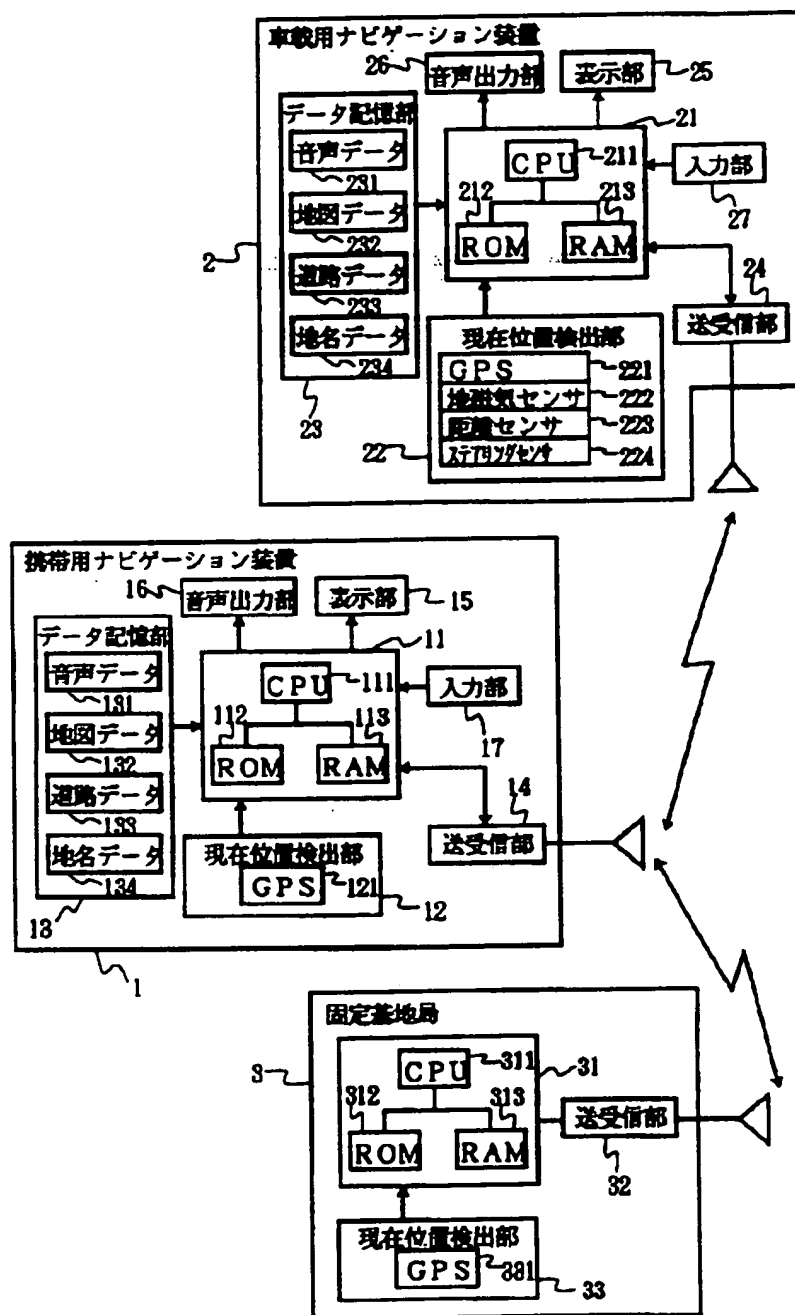 車載用ナビゲーション装置
26
音声出力部
表示部
25
データ記憶部
音声データ
231
地図データ
232
道路データ
233
地名データ
234
23
2
21
CPU
211
212
ROM
213
RAM
入力部
27
24
送受信部
現在位置検出部
GPS
221
地磁気センサ
222
距離センサ
223
ステアリングセンサ
224
22
携帯用ナビゲーション装置
16
音声出力部
表示部
15
データ記憶部
音声データ
131
地図データ
132
道路データ
133
地名データ
134
13
1
11
CPU
111
112
ROM
113
RAM
入力部
17
14
送受信部
現在位置検出部
GPS
121
12
固定基地局
3
CPU
311
31
312
ROM
313
RAM
送受信部
32
現在位置検出部
GPS
331
33